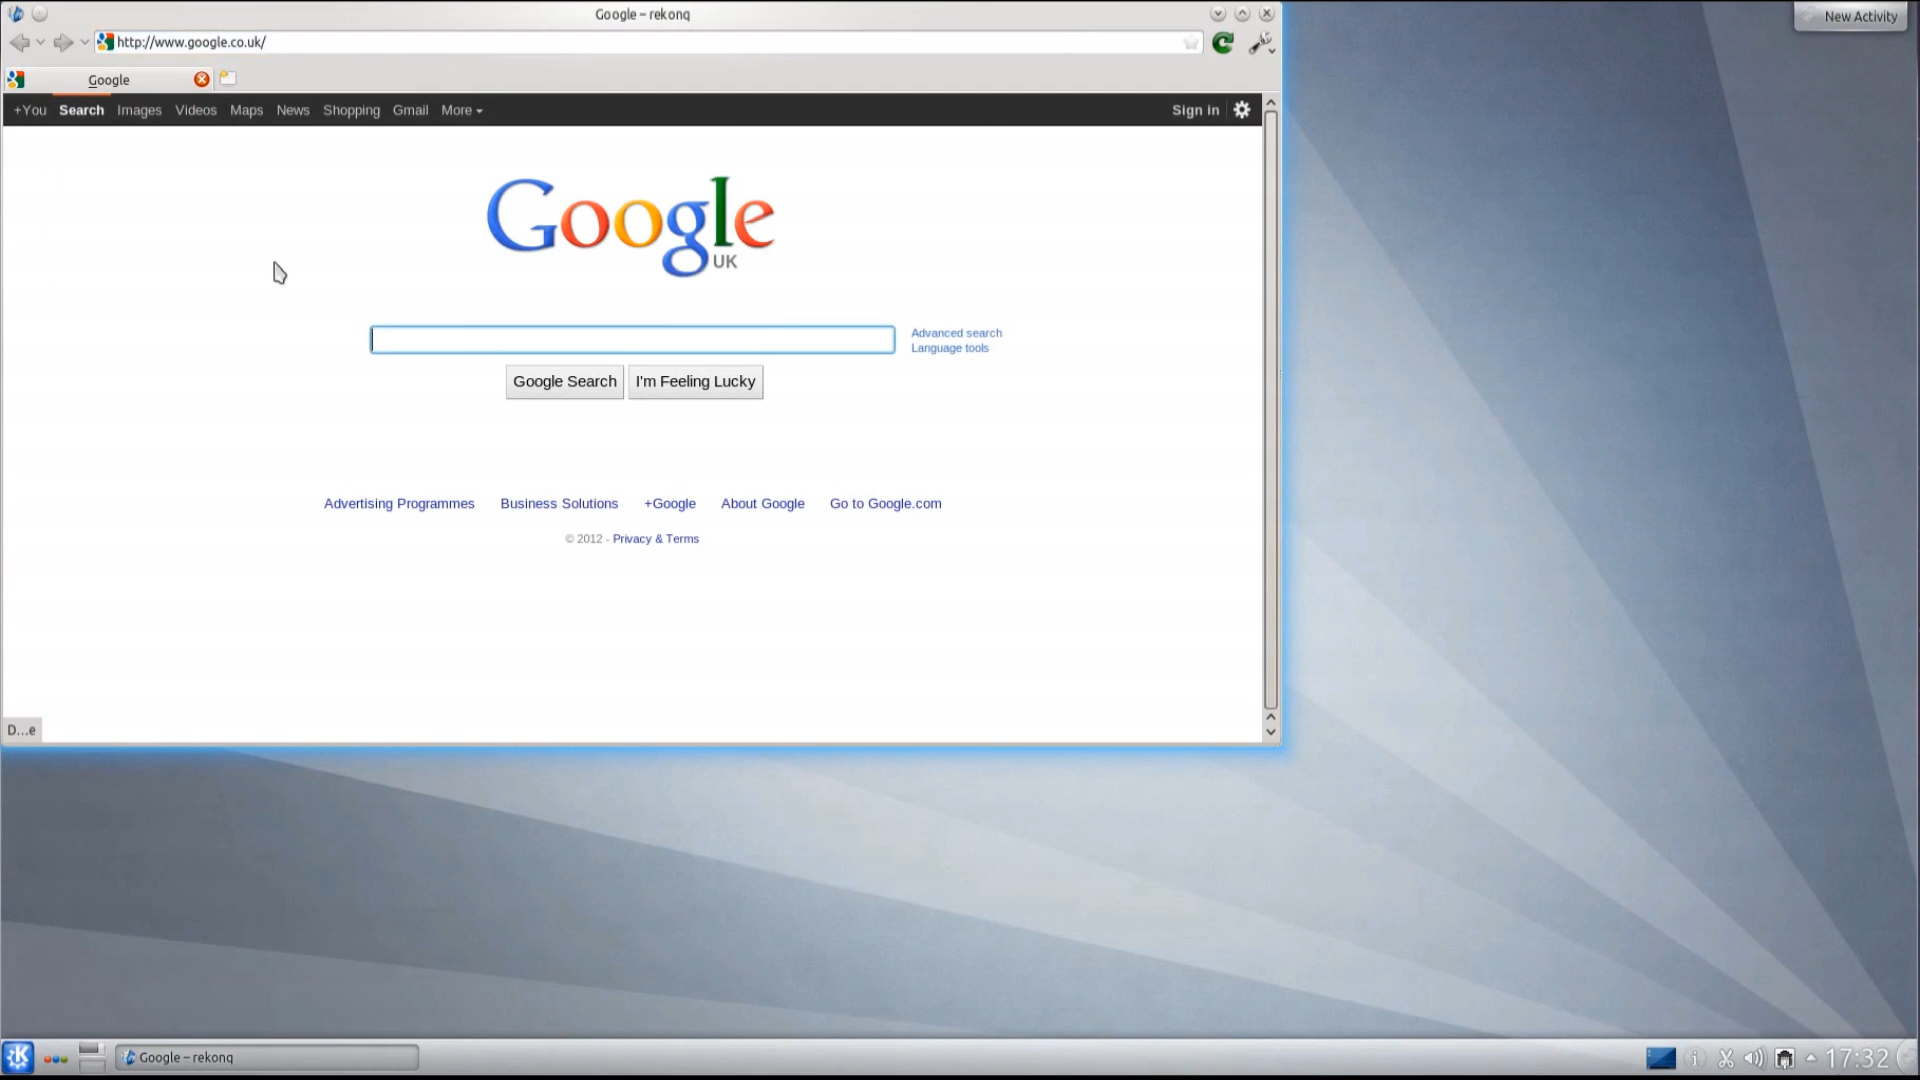 Google – rekonq
New Activity
http://www.google.co.uk/
Google
+You Search Images Videos Maps News Shopping Gmail More Sign in
Google
UK
Advanced search
Language tools
Google Search I'm Feeling Lucky
Advertising Programmes Business Solutions +Google About Google Go to Google.com
© 2012 - Privacy & Terms
D...e
Google – rekonq
17:32